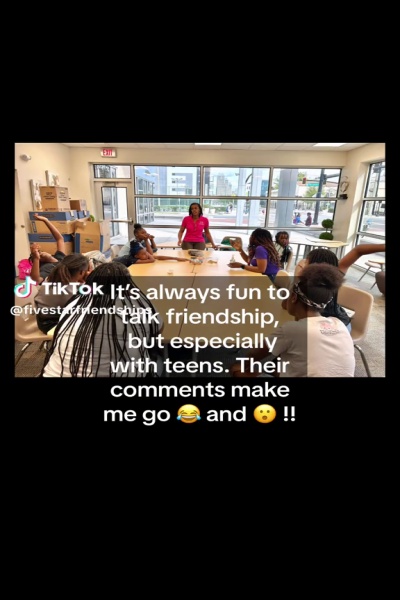 EXIT
TikTok
@fivestarfriendships
It's always fun to
talk friendship,
but especially
with teens. Their
comments make
me go 😂 and 😮 !!